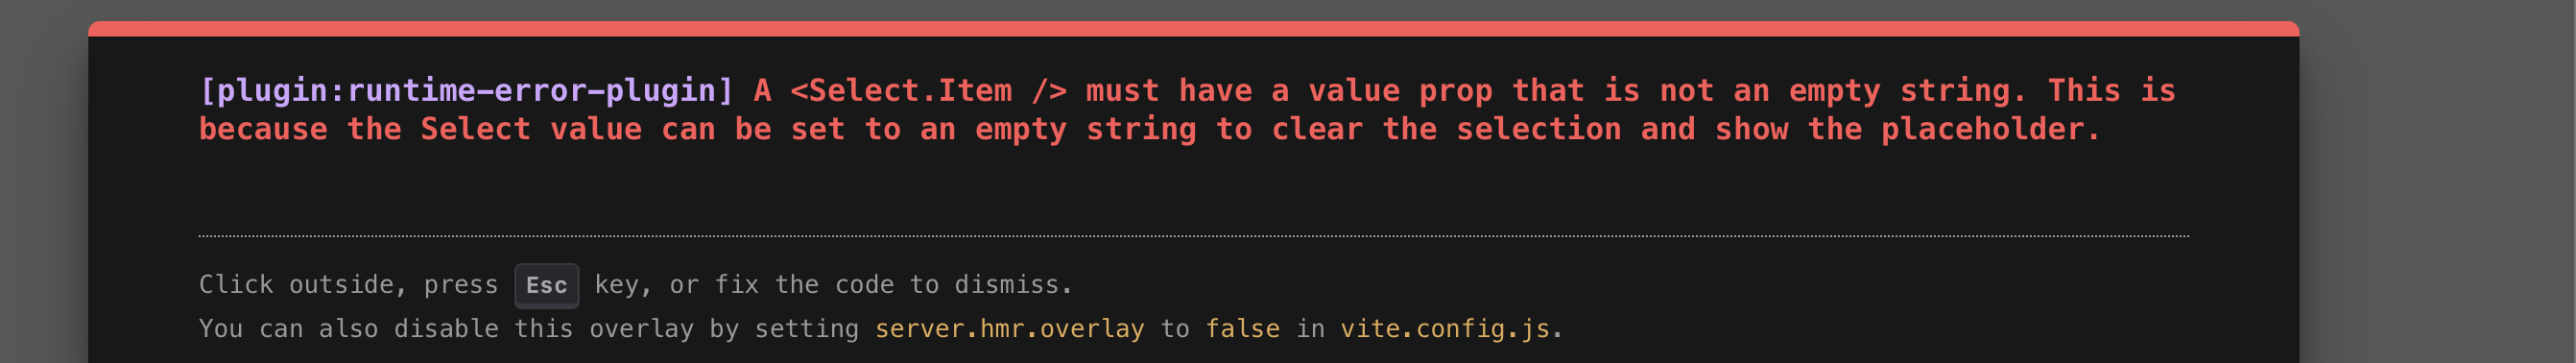 [plugin:runtime-error-plugin] A <Select.Item /> must have a value prop that is not an empty string. This is
because the Select value can be set to an empty string to clear the selection and show the placeholder.
Click outside, press Esc key, or fix the code to dismiss.
You can also disable this overlay by setting server.hmr.overlay to false in vite.config.js.